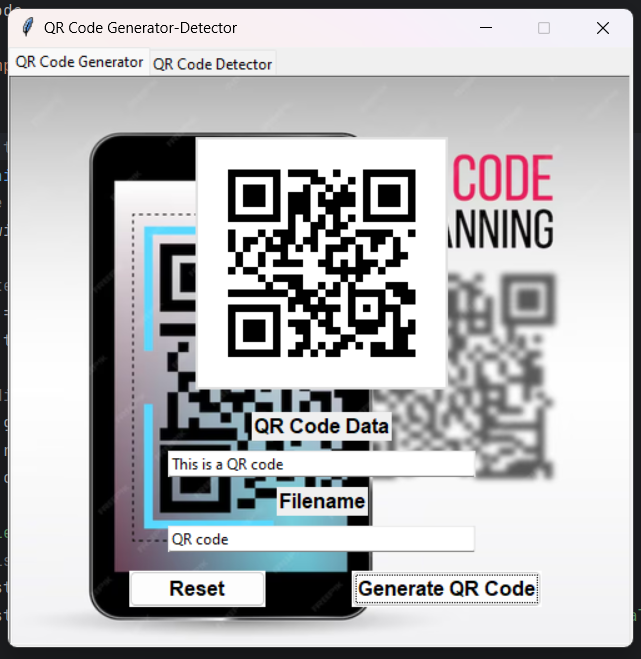 QR Code Generator-Detector
QR Code Generator
QR Code Detector
CODE
ANNING
QR Code Data
This is a QR code
Filename
QR code
Reset
Generate QR Code